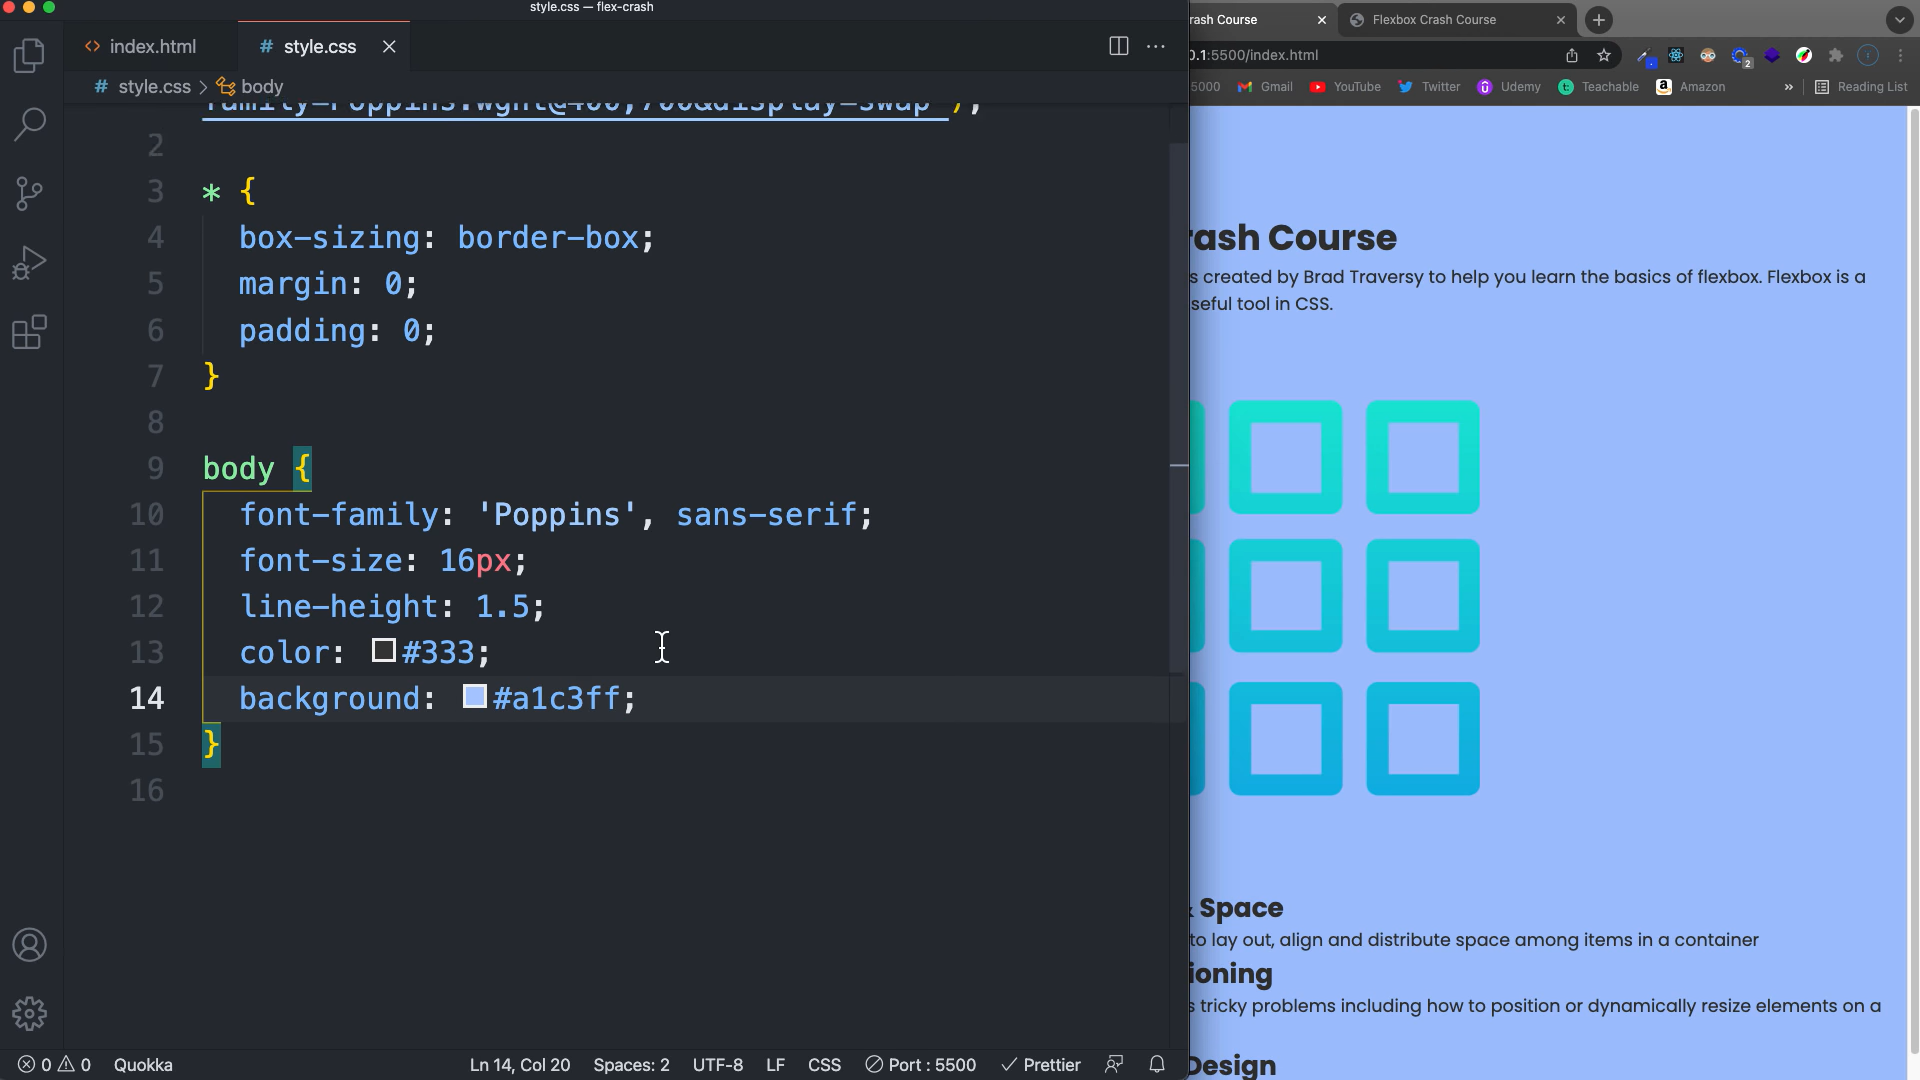 style.css — flex-crash
index.html
# style.css
# style.css > body
family=Poppins:wght@400;700&display=swap');
2
3 * {
4 box-sizing: border-box;
5 margin: 0;
6 padding: 0;
7 }
8
9 body {
10 font-family: 'Poppins', sans-serif;
11 font-size: 16px;
12 line-height: 1.5;
13 color: #333;
14 background: #a1c3ff;
15 }
16
0 0 Quokka Ln 14, Col 20 Spaces: 2 UTF-8 LF CSS Port : 5500 Prettier
rash Course
Flexbox Crash Course
0.1:5500/index.html
2
5000 Gmail YouTube Twitter Udemy Teachable Amazon » Reading List
rash Course
s created by Brad Traversy to help you learn the basics of flexbox. Flexbox is a
seful tool in CSS.
& Space
to lay out, align and distribute space among items in a container
ioning
s tricky problems including how to position or dynamically resize elements on a
Design